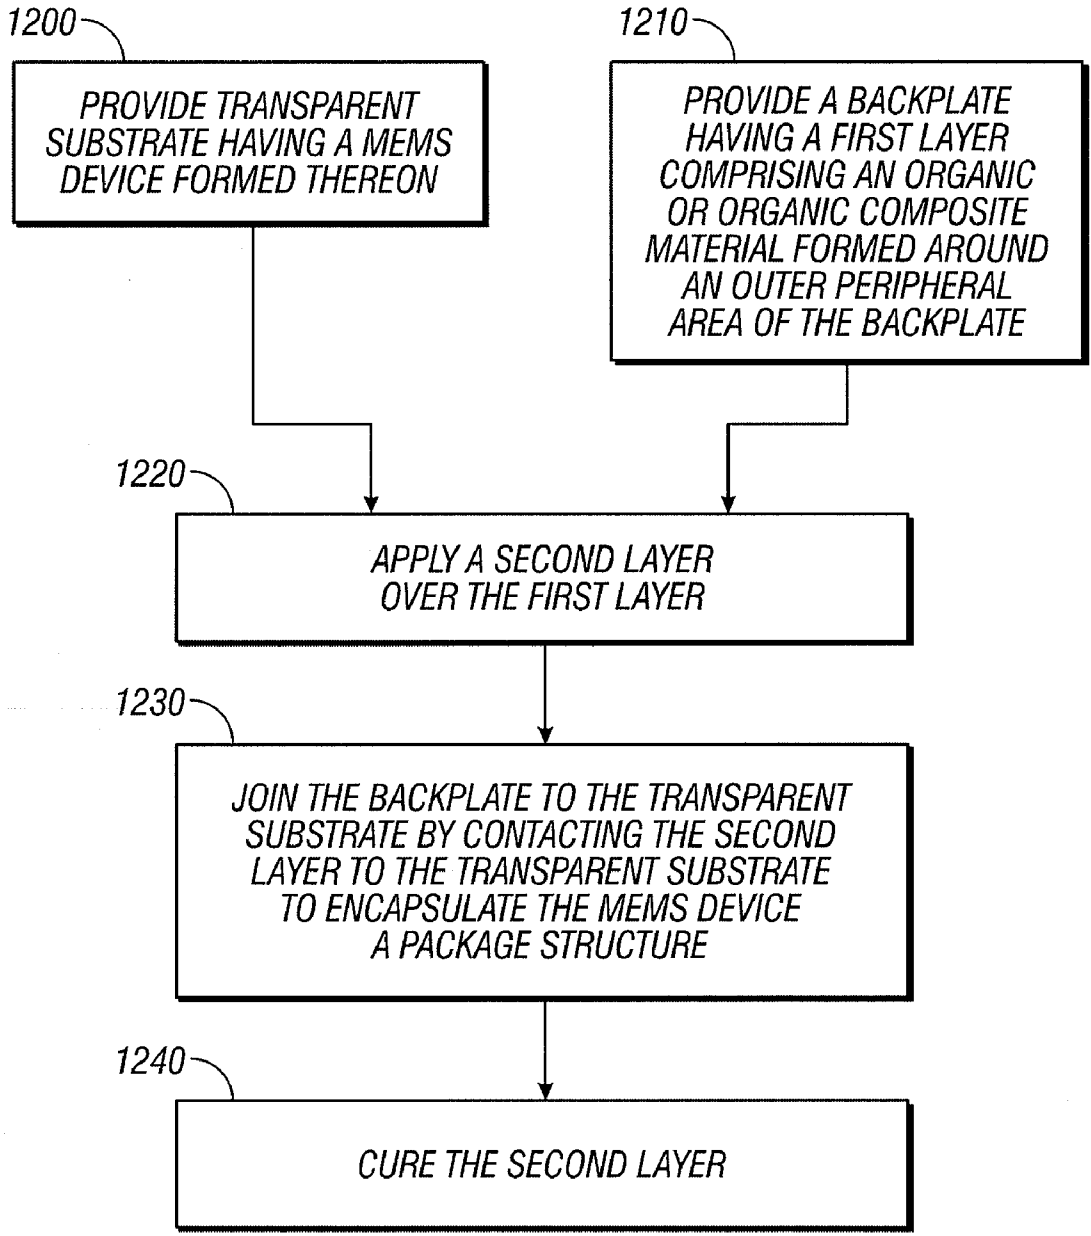 1200
PROVIDE TRANSPARENT
SUBSTRATE HAVING A MEMS
DEVICE FORMED THEREON
1210
PROVIDE A BACKPLATE
HAVING A FIRST LAYER
COMPRISING AN ORGANIC
OR ORGANIC COMPOSITE
MATERIAL FORMED AROUND
AN OUTER PERIPHERAL
AREA OF THE BACKPLATE
1220
APPLY A SECOND LAYER
OVER THE FIRST LAYER
1230
JOIN THE BACKPLATE TO THE TRANSPARENT
SUBSTRATE BY CONTACTING THE SECOND
LAYER TO THE TRANSPARENT SUBSTRATE
TO ENCAPSULATE THE MEMS DEVICE
A PACKAGE STRUCTURE
1240
CURE THE SECOND LAYER